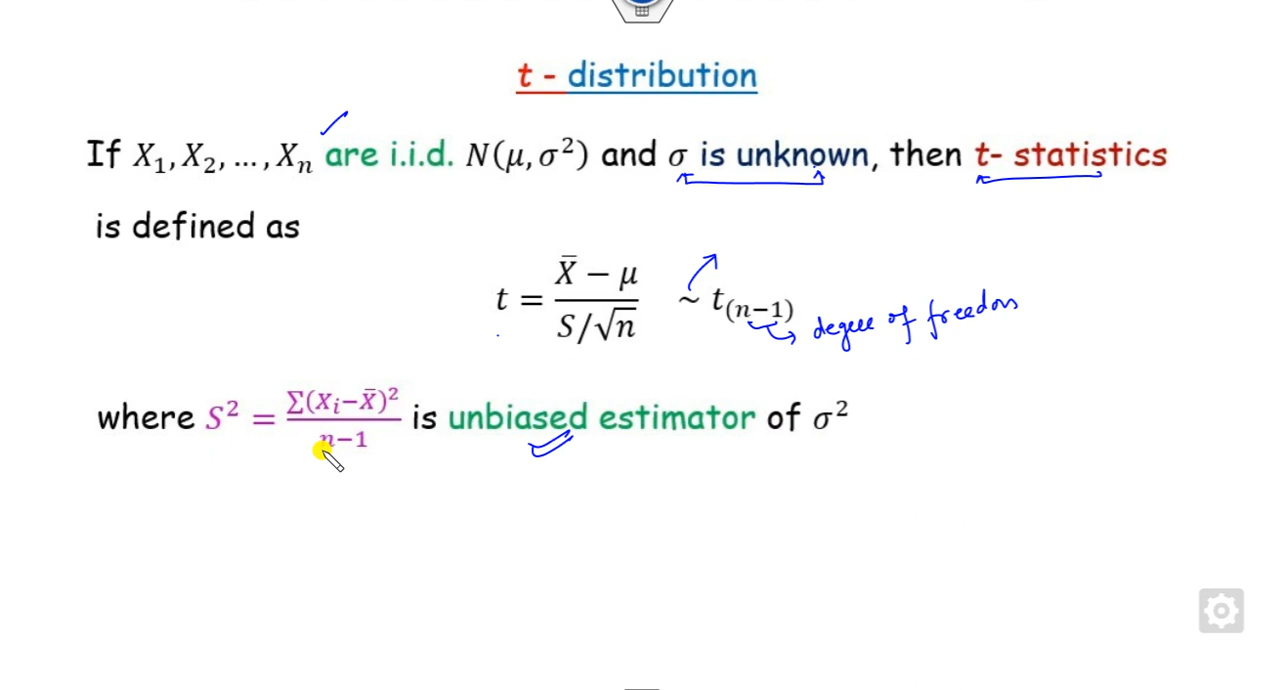 t - distribution
If X₁, X₂, ..., Xₙ are i.i.d. N(μ, σ²) and σ is unknown, then t- statistics
is defined as
t = (X̄ − μ) / (S/√n) ~ t₍ₙ₋₁₎ degree of freedom
where S² = Σ(Xᵢ−X̄)² / (n−1) is unbiased estimator of σ²